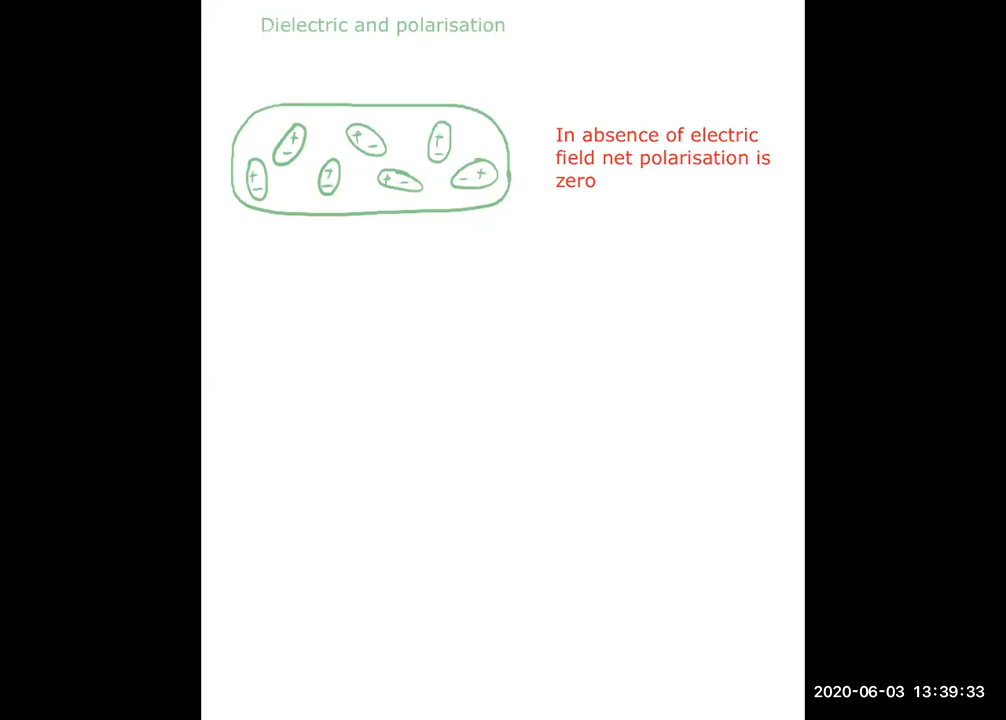 Dielectric and polarisation
+ + +
- - -
In absence of electric
field net polarisation is
zero
+ + + - - +
- -
2020-06-03 13:39:33